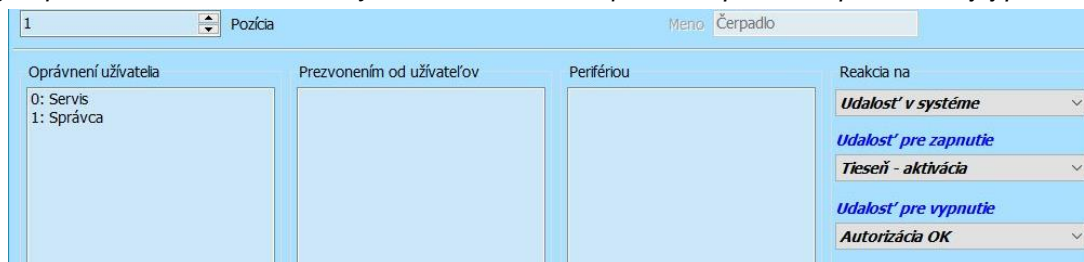 1 Pozícia Meno Čerpadlo
Oprávnení užívatelia Prezvonením od užívateľov Perifériou Reakcia na
0: Servis
1: Správca
Udalosť v systéme
Udalosť pre zapnutie
Tieseň - aktivácia
Udalosť pre vypnutie
Autorizácia OK